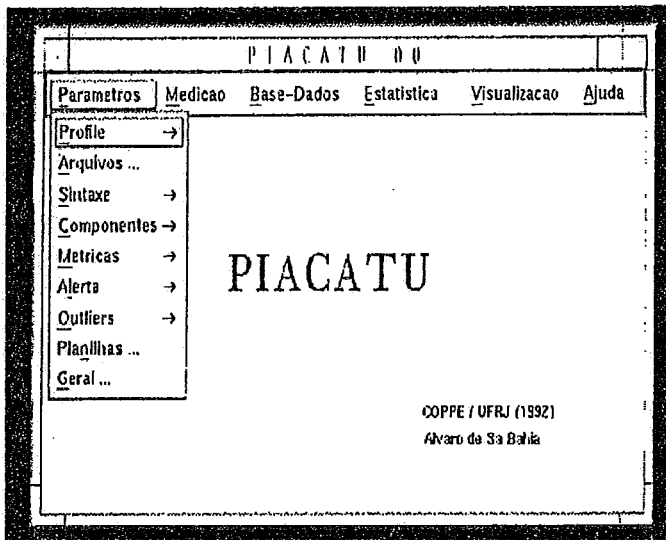 PIACATU OO
Parametros Medicao Base-Dados Estatistica Visualizacao Ajuda
Profile →
Arquivos ...
Sintaxe →
Componentes →
Metricas →
Alerta →
Outliers →
Planilhas ...
Geral ...
PIACATU
COPPE / UFRJ (1992)
Alvaro de Sa Bahia